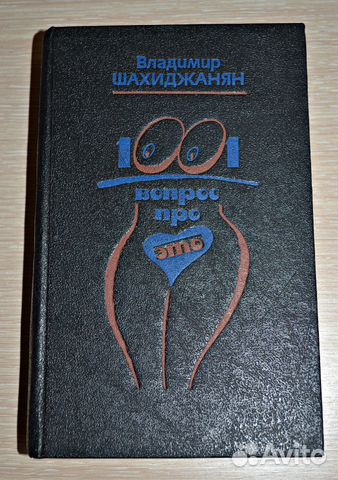 Владимир
ШАХИДЖАНЯН
1001
вопрос
про
это
Avito